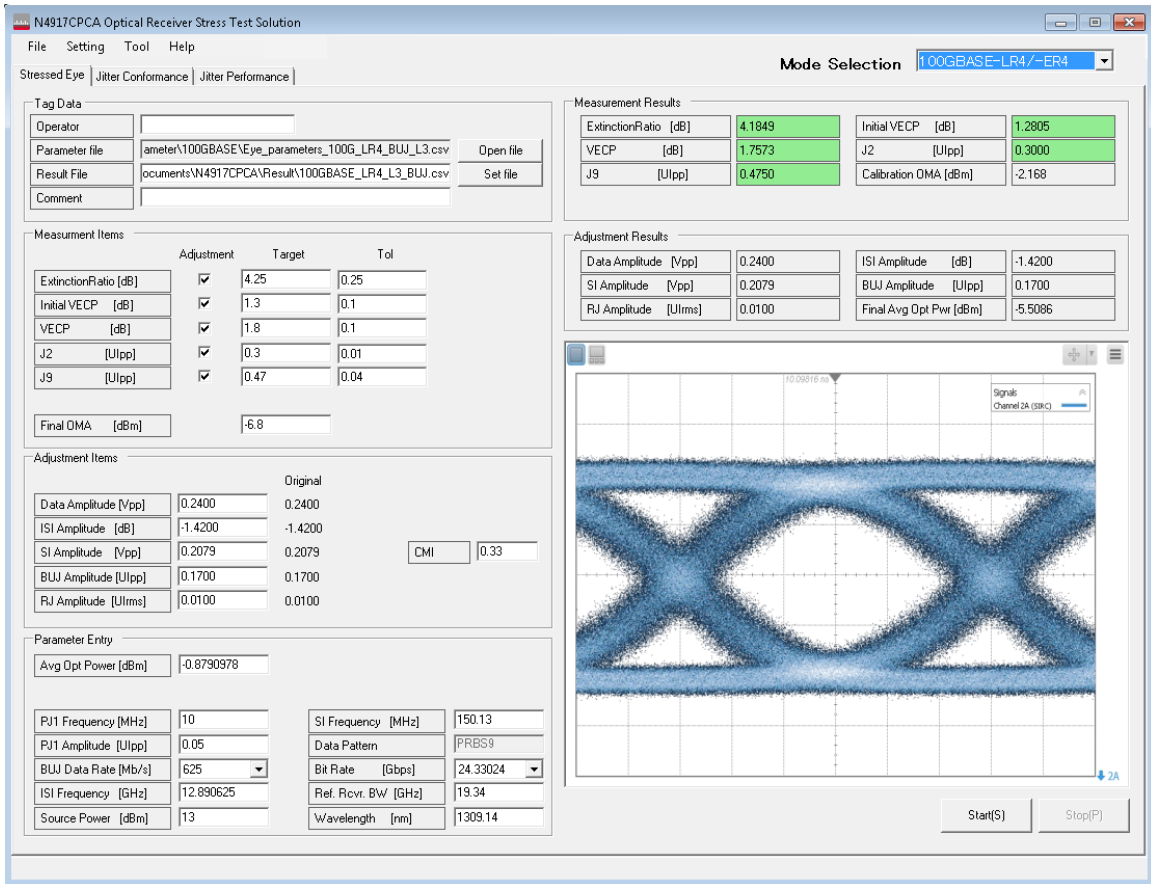 N4917CPCA Optical Receiver Stress Test Solution
File Setting Tool Help
Mode Selection 100GBASE-LR4/-ER4
Stressed Eye Jitter Conformance Jitter Performance
Tag Data
Operator
Parameter file ameter\100GBASE\Eye_parameters_100G_LR4_BUJ_L3.csv Open file
Result File ocuments\N4917CPCA\Result\100GBASE_LR4_L3_BUJ.csv Set file
Comment
Measurment Items
Adjustment Target Tol
ExtinctionRatio [dB] 4.25 0.25
Initial VECP [dB] 1.3 0.1
VECP [dB] 1.8 0.1
J2 [UIpp] 0.3 0.01
J9 [UIpp] 0.47 0.04
Final OMA [dBm] -6.8
Adjustment Items
Original
Data Amplitude [Vpp] 0.2400 0.2400
ISI Amplitude [dB] -1.4200 -1.4200
SI Amplitude [Vpp] 0.2079 0.2079 CMI 0.33
BUJ Amplitude [UIpp] 0.1700 0.1700
RJ Amplitude [UIrms] 0.0100 0.0100
Parameter Entry
Avg Opt Power [dBm] -0.8790978
PJ1 Frequency [MHz] 10 SI Frequency [MHz] 150.13
PJ1 Amplitude [UIpp] 0.05 Data Pattern PRBS9
BUJ Data Rate [Mb/s] 625 Bit Rate [Gbps] 24.33024
ISI Frequency [GHz] 12.890625 Ref. Rcvr. BW [GHz] 19.34
Source Power [dBm] 13 Wavelength [nm] 1309.14
Measurement Results
ExtinctionRatio [dB] 4.1849 Initial VECP [dB] 1.2805
VECP [dB] 1.7573 J2 [UIpp] 0.3000
J9 [UIpp] 0.4750 Calibration OMA [dBm] -2.168
Adjustment Results
Data Amplitude [Vpp] 0.2400 ISI Amplitude [dB] -1.4200
SI Amplitude [Vpp] 0.2079 BUJ Amplitude [UIpp] 0.1700
RJ Amplitude [UIrms] 0.0100 Final Avg Opt Pwr [dBm] -5.5086
10.09816 ns
Signals
Channel 2A (SIRC)
2A
Start(S) Stop(P)